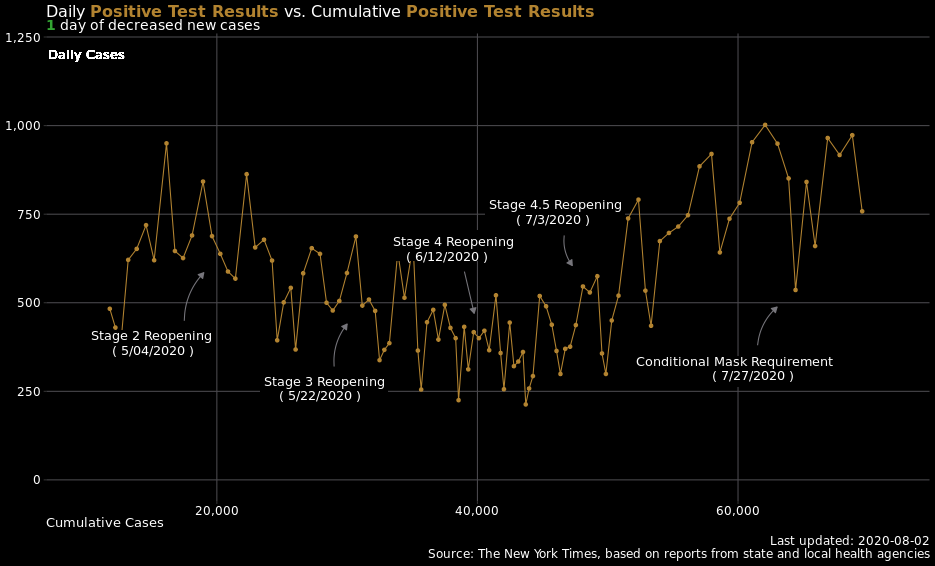 Daily Positive Test Results vs. Cumulative Positive Test Results
1 day of decreased new cases
1,250
Daily Cases
1,000
750
Stage 4.5 Reopening
( 7/3/2020 )
Stage 4 Reopening
( 6/12/2020 )
500
Stage 2 Reopening
( 5/04/2020 )
Conditional Mask Requirement
( 7/27/2020 )
Stage 3 Reopening
( 5/22/2020 )
250
0
20,000
40,000
60,000
Cumulative Cases
Last updated: 2020-08-02
Source: The New York Times, based on reports from state and local health agencies